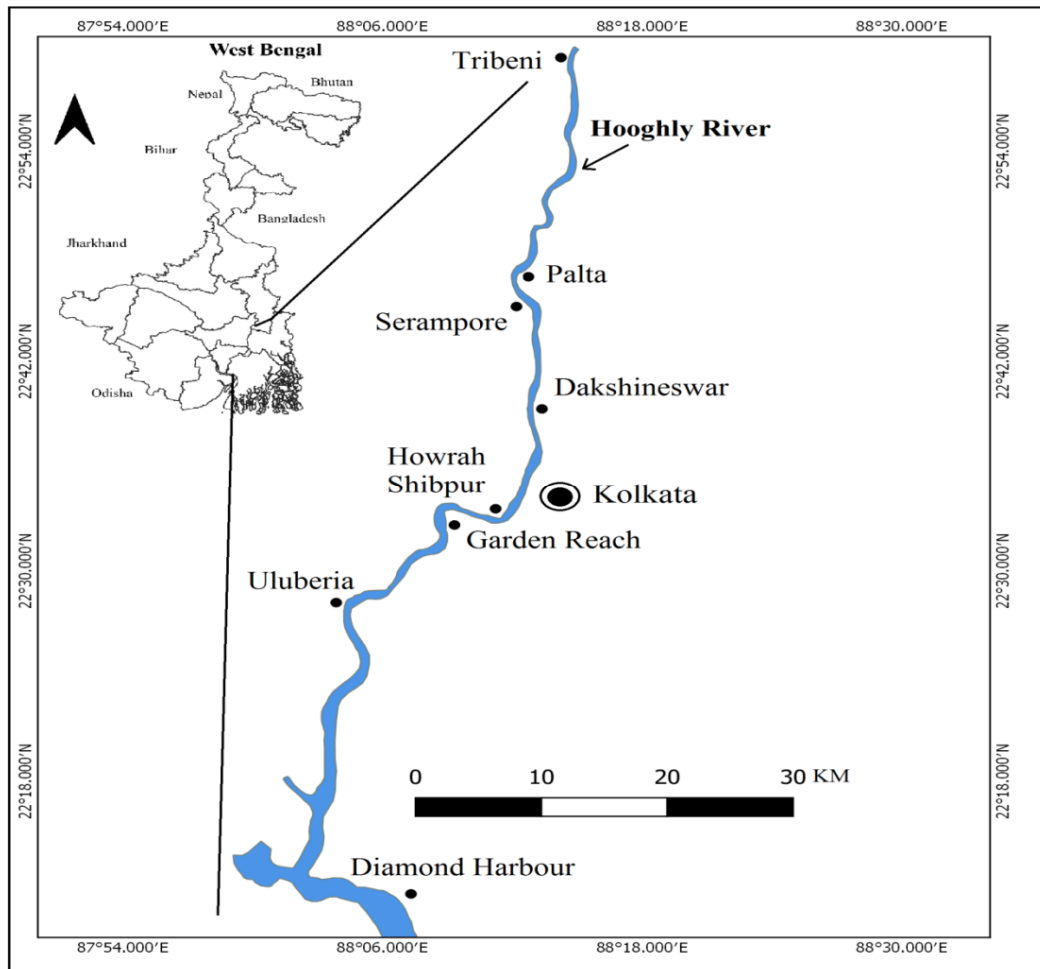 87°54.000′E 88°06.000′E 88°18.000′E 88°30.000′E
West Bengal
Nepal
Bhutan
Bihar
Bangladesh
Jharkhand
Odisha
Tribeni
Hooghly River
Palta
Serampore
Dakshineswar
Howrah
Shibpur
Kolkata
Garden Reach
Uluberia
0 10 20 30 KM
Diamond Harbour
22°54.000′N
22°42.000′N
22°30.000′N
22°18.000′N
22°54.000′N
22°42.000′N
22°30.000′N
22°18.000′N
87°54.000′E 88°06.000′E 88°18.000′E 88°30.000′E